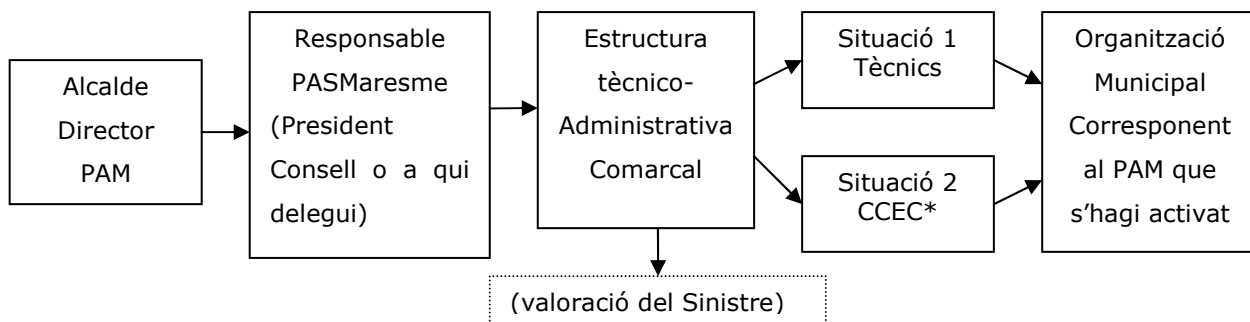 Alcalde
Director
PAM
Responsable
PASMaresme
(President
Consell o a qui
delegui)
Estructura
tècnico-
Administrativa
Comarcal
Situació 1
Tècnics
Situació 2
CCEC*
Organització
Municipal
Corresponent
al PAM que
s'hagi activat
(valoració del Sinistre)